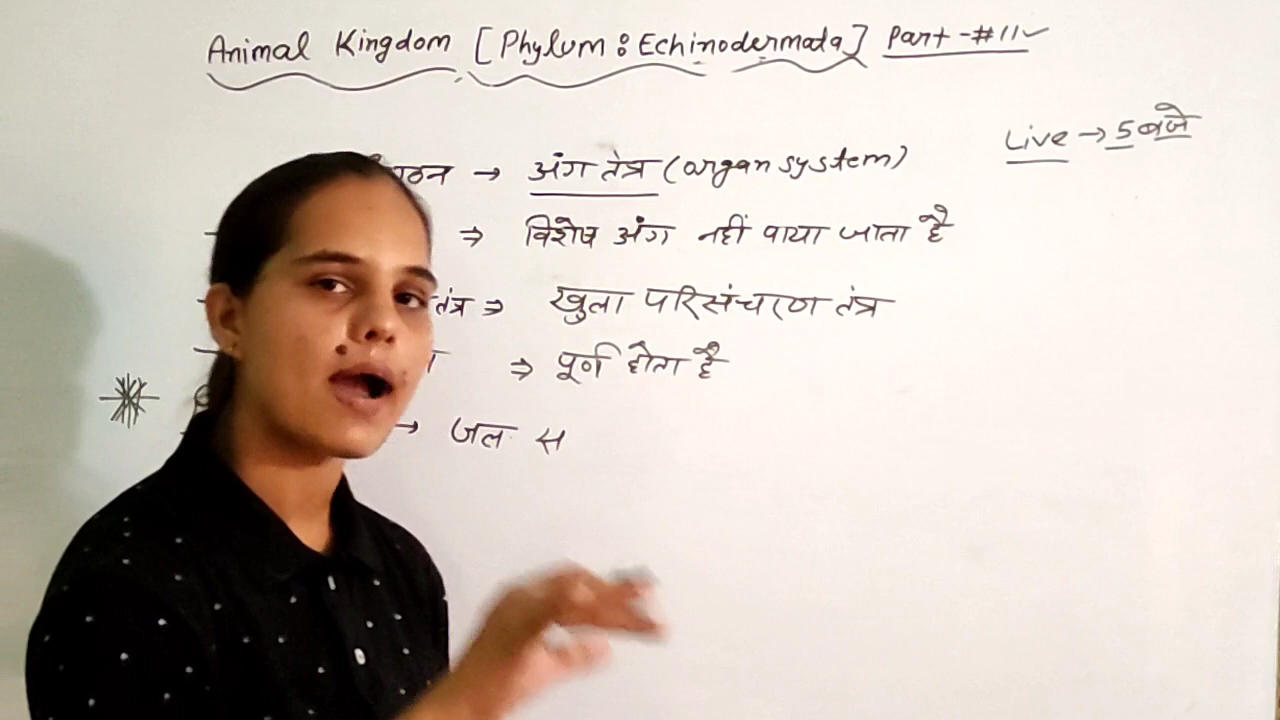 Animal Kingdom [Phylum : Echinodermata] Part-#11
Live → 5 बजे
→ अंग तंत्र (organ system)
⇒ विशेष अंग नहीं पाया जाता है
तंत्र ⇒ खुला परिसंचरण तंत्र
⇒ पूर्ण होता है
→ जल स